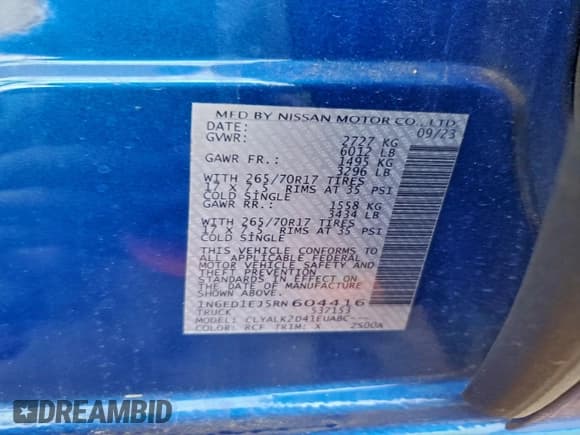 MFD BY NISSAN MOTOR CO., LTD.
DATE: 09/23
GVWR: 2727 KG
6012 LB
GAWR FR.: 1495 KG
3296 LB
WITH 265/70R17 TIRES
17 X 7.5 RIMS AT 35 PSI
COLD SINGLE
GAWR RR.: 1558 KG
3434 LB
WITH 265/70R17 TIRES
17 X 7.5 RIMS AT 35 PSI
COLD SINGLE
THIS VEHICLE CONFORMS TO
ALL APPLICABLE FEDERAL
MOTOR VEHICLE SAFETY AND
THEFT PREVENTION
STANDARDS IN EFFECT ON
THE DATE OF MANUFACTURE
SHOWN ABOVE.
1N6ED1EJ5RN604416
TRUCK 537153
MODEL: CLYALK2D41EUABC---
COLOR: RCF TRIM: X 2500A
DREAMBID